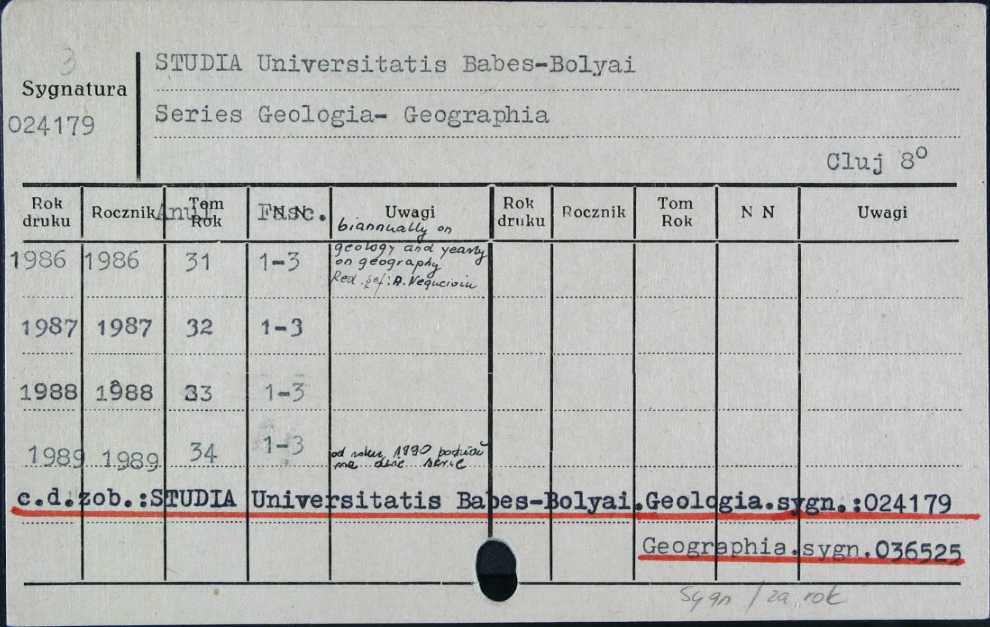 3
STUDIA Universitatis Babes-Bolyai
Sygnatura
024179
Series Geologia- Geographia
Cluj 8º
Rok druku Rocznik Tom Rok N N Uwagi Rok druku Rocznik Tom Rok N N Uwagi
Anul Fasc.
biannually on
geology and yearly
on geography
Red. şef: A.
1986 1986 31 1-3
1987 1987 32 1-3
1988 1988 33 1-3
1989 1989 34 1-3
od roku 1990 podział
na dwie serie
c.d.zob.:STUDIA Universitatis Babes-Bolyai.Geologia.sygn.:024179
Geographia.sygn.036525
Sygn / za rok